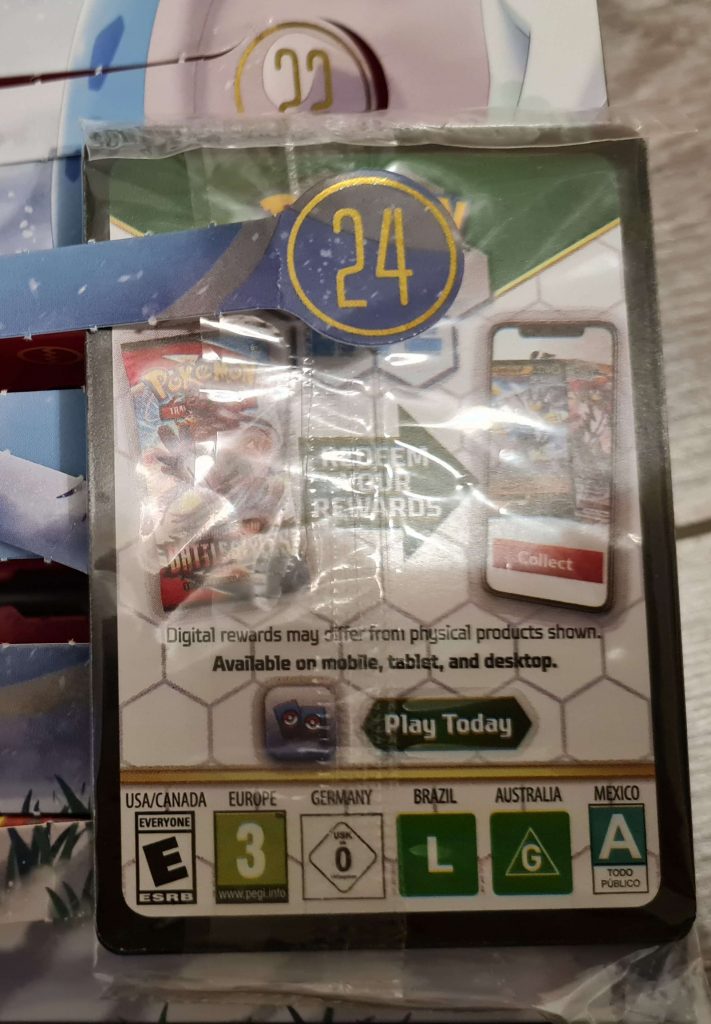 22
24
Pokémon
TRA
REDEEM
YOUR
REWARDS
Collect
Digital rewards may differ from physical products shown.
Available on mobile, tablet, and desktop.
Play Today
USA/CANADA
EUROPE
GERMANY
BRAZIL
AUSTRALIA
MEXICO
EVERYONE
E
ESRB
3
www.pegi.info
USK
0
L
G
A
TODO
PÚBLICO